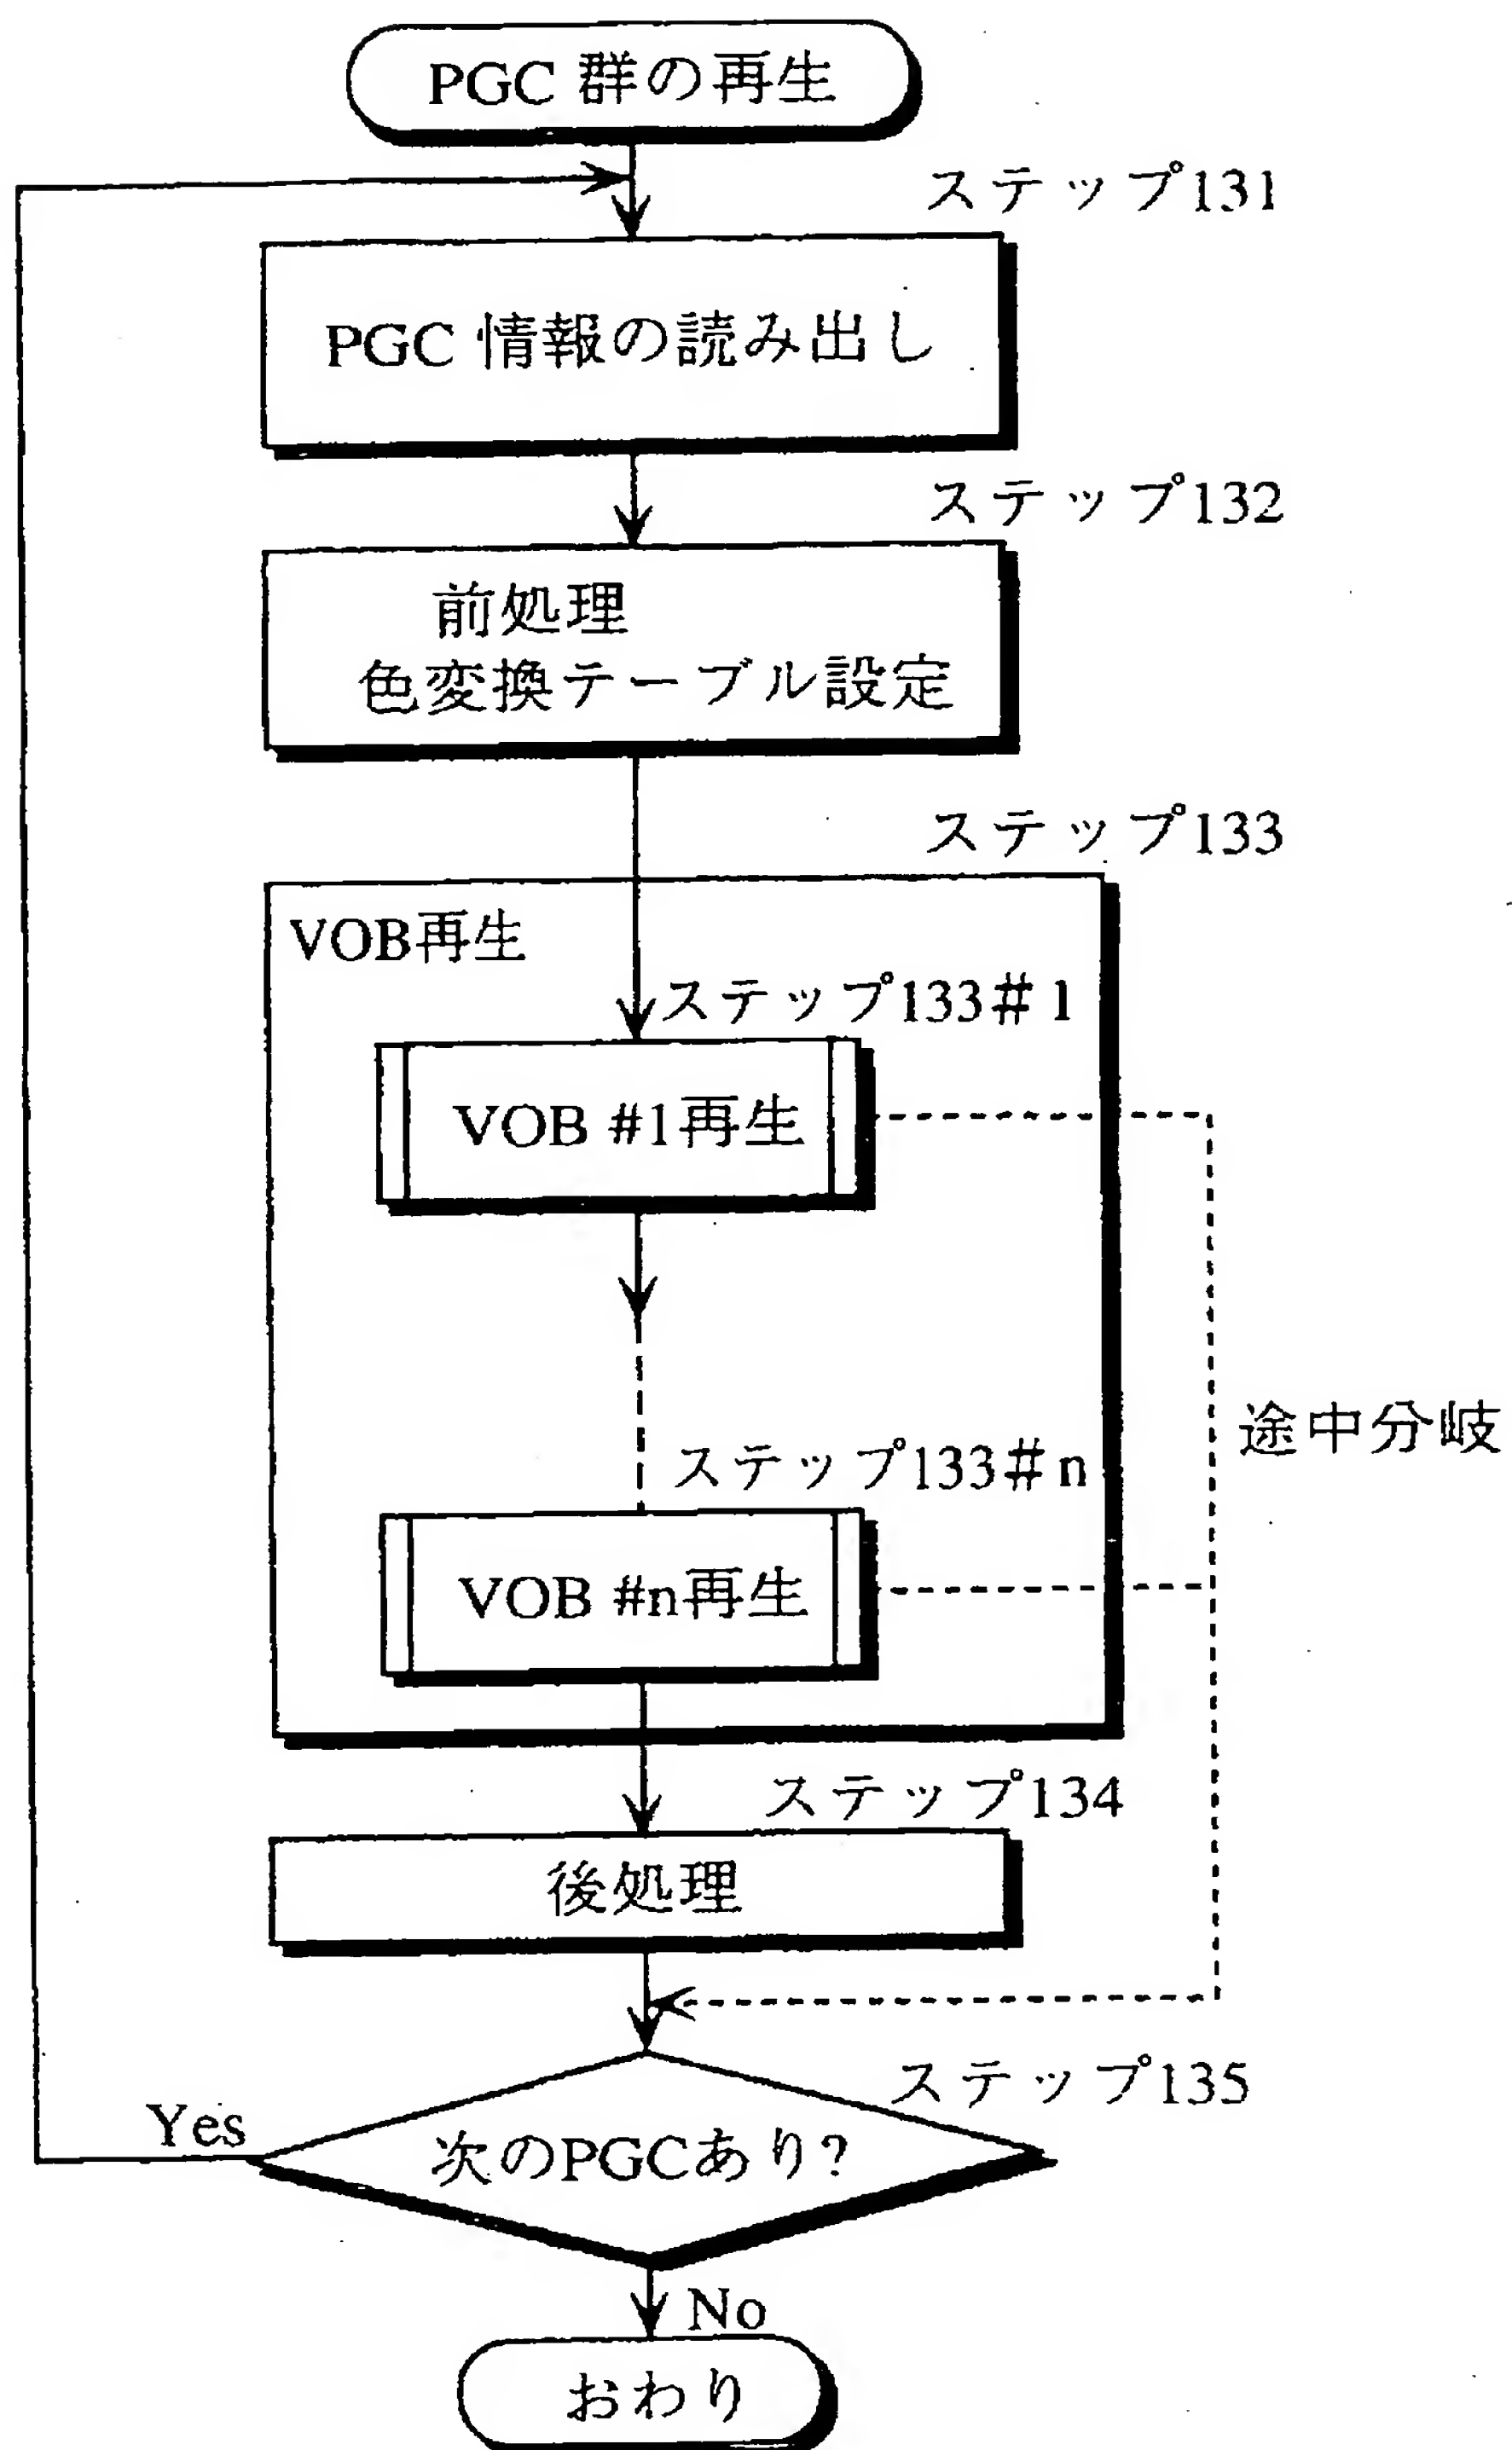 PGC 群の再生
ステップ131
PGC 情報の読み出し
ステップ132
前処理
色変換テーブル設定
ステップ133
VOB再生
ステップ133#1
VOB #1再生
途中分岐
ステップ133#n
VOB #n再生
ステップ134
後処理
ステップ135
Yes
次のPGCあり?
No
おわり